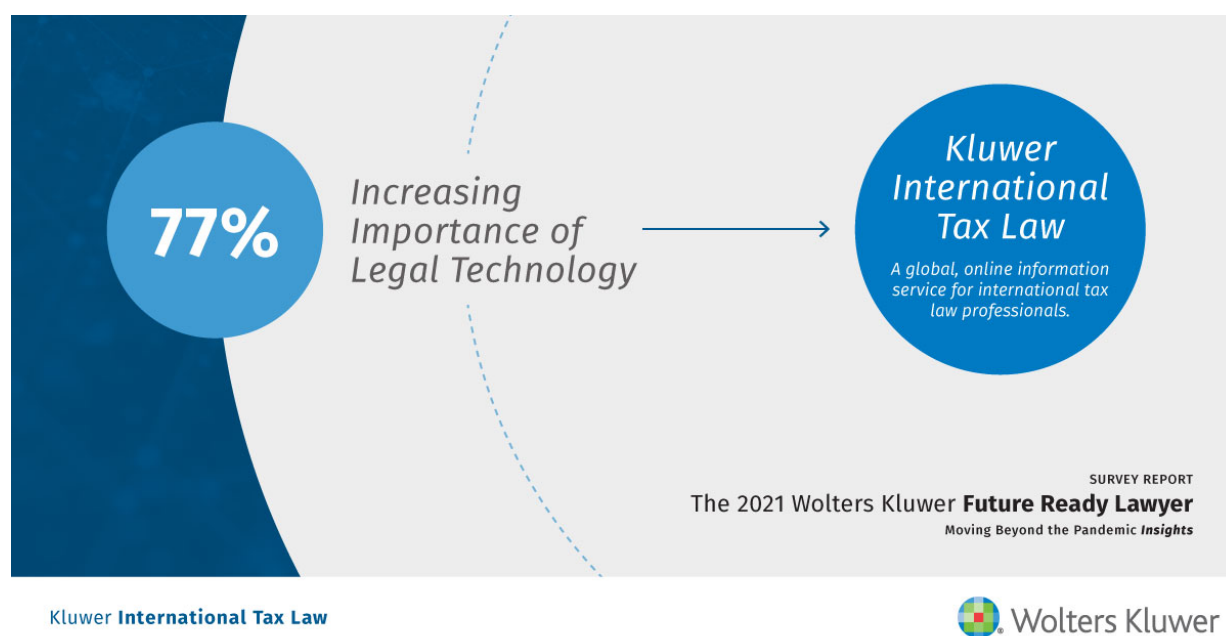 77%
Increasing
Importance of
Legal Technology
Kluwer
International
Tax Law
A global, online information
service for international tax
law professionals.
SURVEY REPORT
The 2021 Wolters Kluwer Future Ready Lawyer
Moving Beyond the Pandemic Insights
Kluwer International Tax Law
Wolters Kluwer